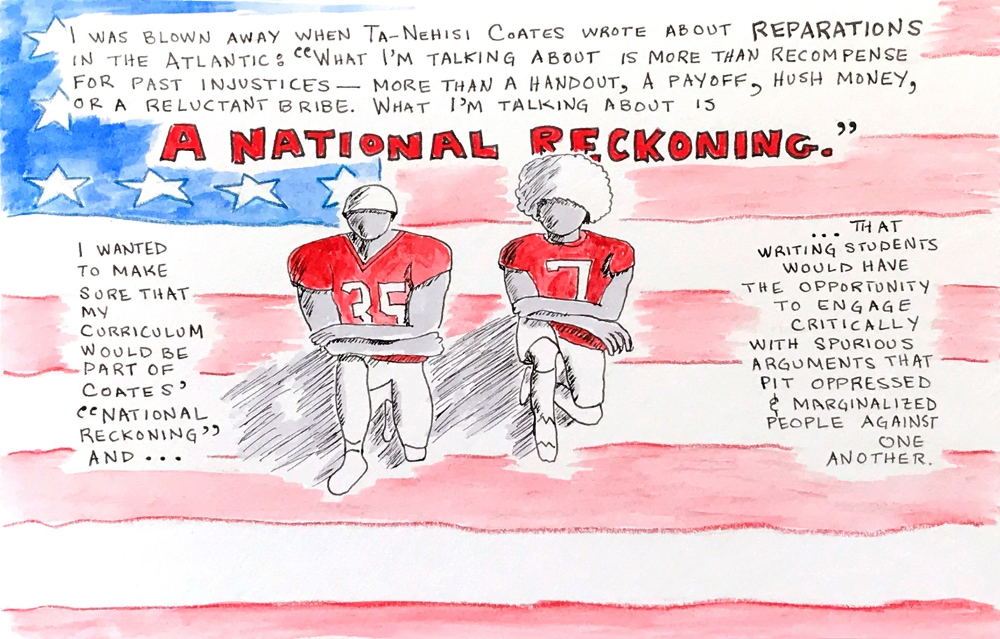 I WAS BLOWN AWAY WHEN TA-NEHISI COATES WROTE ABOUT REPARATIONS
IN THE ATLANTIC: “WHAT I'M TALKING ABOUT IS MORE THAN RECOMPENSE
FOR PAST INJUSTICES — MORE THAN A HANDOUT, A PAYOFF, HUSH MONEY,
OR A RELUCTANT BRIBE. WHAT I'M TALKING ABOUT IS
A NATIONAL RECKONING.”
I WANTED
TO MAKE
SURE THAT
MY
CURRICULUM
WOULD BE
PART OF
COATES'
“NATIONAL
RECKONING”
AND...
35
7
... THAT
WRITING STUDENTS
WOULD HAVE
THE OPPORTUNITY
TO ENGAGE
CRITICALLY
WITH SPURIOUS
ARGUMENTS THAT
PIT OPPRESSED
& MARGINALIZED
PEOPLE AGAINST
ONE
ANOTHER.